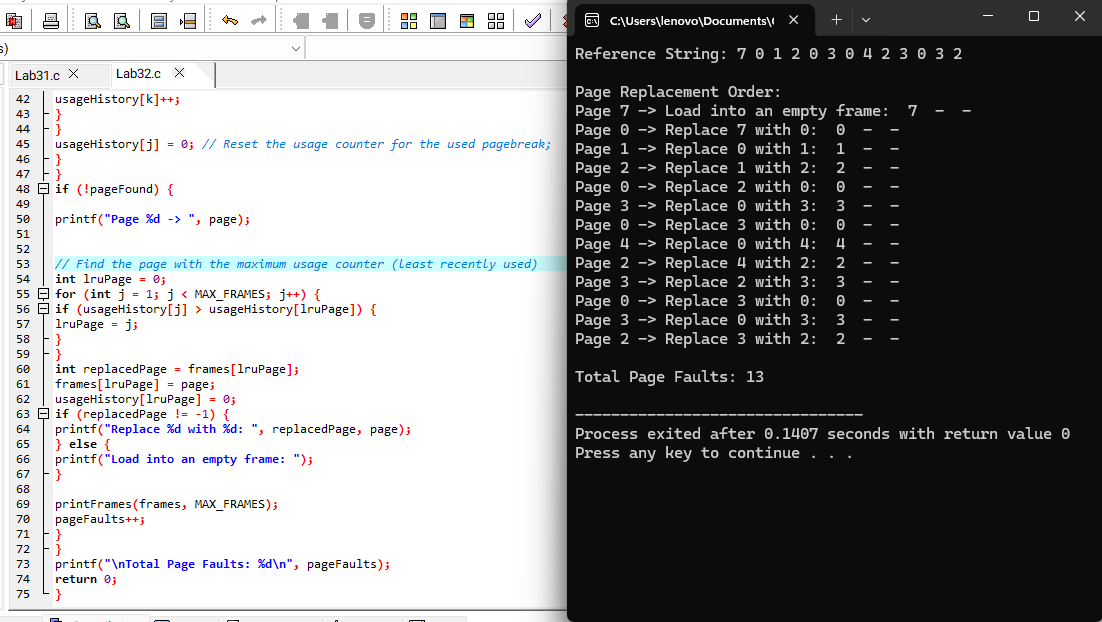 s)
Lab31.c
Lab32.c
42 usageHistory[k]++;
43 }
44 }
45 usageHistory[j] = 0; // Reset the usage counter for the used pagebreak;
46 }
47 }
48 if (!pageFound) {
49
50 printf("Page %d -> ", page);
51
52
53 // Find the page with the maximum usage counter (least recently used)
54 int lruPage = 0;
55 for (int j = 1; j < MAX_FRAMES; j++) {
56 if (usageHistory[j] > usageHistory[lruPage]) {
57 lruPage = j;
58 }
59 }
60 int replacedPage = frames[lruPage];
61 frames[lruPage] = page;
62 usageHistory[lruPage] = 0;
63 if (replacedPage != -1) {
64 printf("Replace %d with %d: ", replacedPage, page);
65 } else {
66 printf("Load into an empty frame: ");
67 }
68
69 printFrames(frames, MAX_FRAMES);
70 pageFaults++;
71 }
72 }
73 printf("\nTotal Page Faults: %d\n", pageFaults);
74 return 0;
75 }
C:\Users\lenovo\Documents\
Reference String: 7 0 1 2 0 3 0 4 2 3 0 3 2
Page Replacement Order:
Page 7 -> Load into an empty frame:  7  -  -
Page 0 -> Replace 7 with 0:  0  -  -
Page 1 -> Replace 0 with 1:  1  -  -
Page 2 -> Replace 1 with 2:  2  -  -
Page 0 -> Replace 2 with 0:  0  -  -
Page 3 -> Replace 0 with 3:  3  -  -
Page 0 -> Replace 3 with 0:  0  -  -
Page 4 -> Replace 0 with 4:  4  -  -
Page 2 -> Replace 4 with 2:  2  -  -
Page 3 -> Replace 2 with 3:  3  -  -
Page 0 -> Replace 3 with 0:  0  -  -
Page 3 -> Replace 0 with 3:  3  -  -
Page 2 -> Replace 3 with 2:  2  -  -
Total Page Faults: 13
--------------------------------
Process exited after 0.1407 seconds with return value 0
Press any key to continue . . .